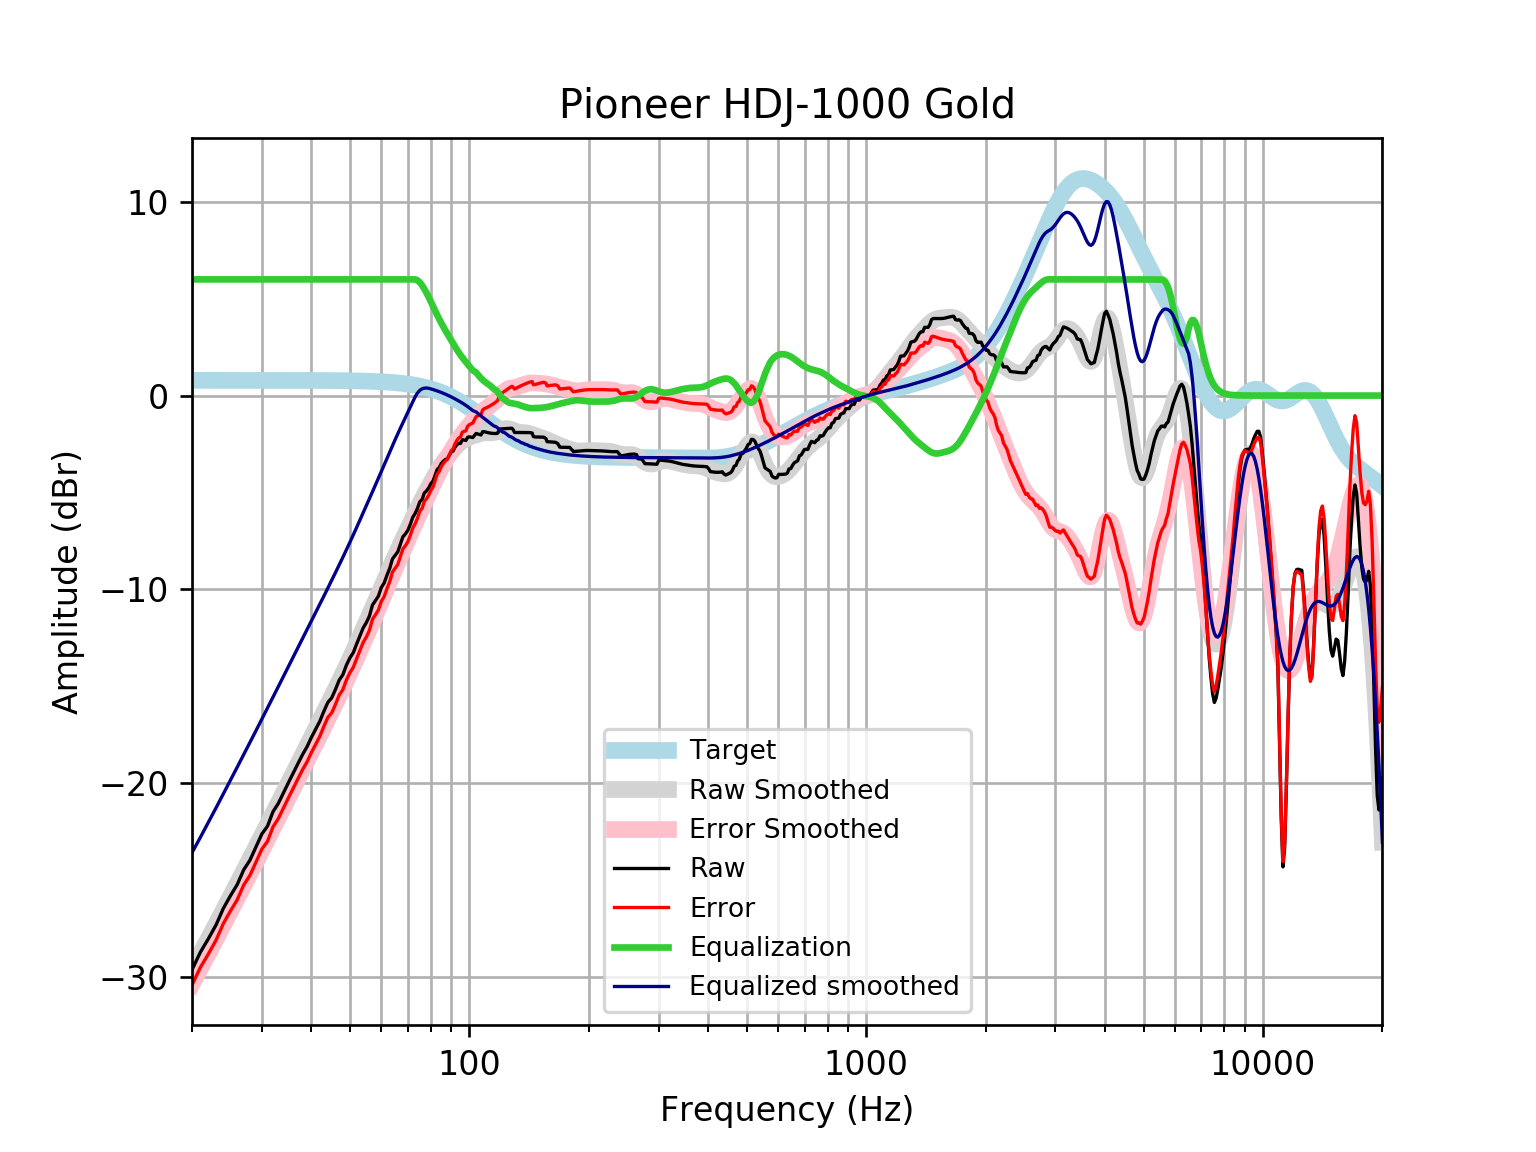 Pioneer HDJ-1000 Gold
10
0
−10
−20
−30
Amplitude (dBr)
Target
Raw Smoothed
Error Smoothed
Raw
Error
Equalization
Equalized smoothed
100
1000
10000
Frequency (Hz)